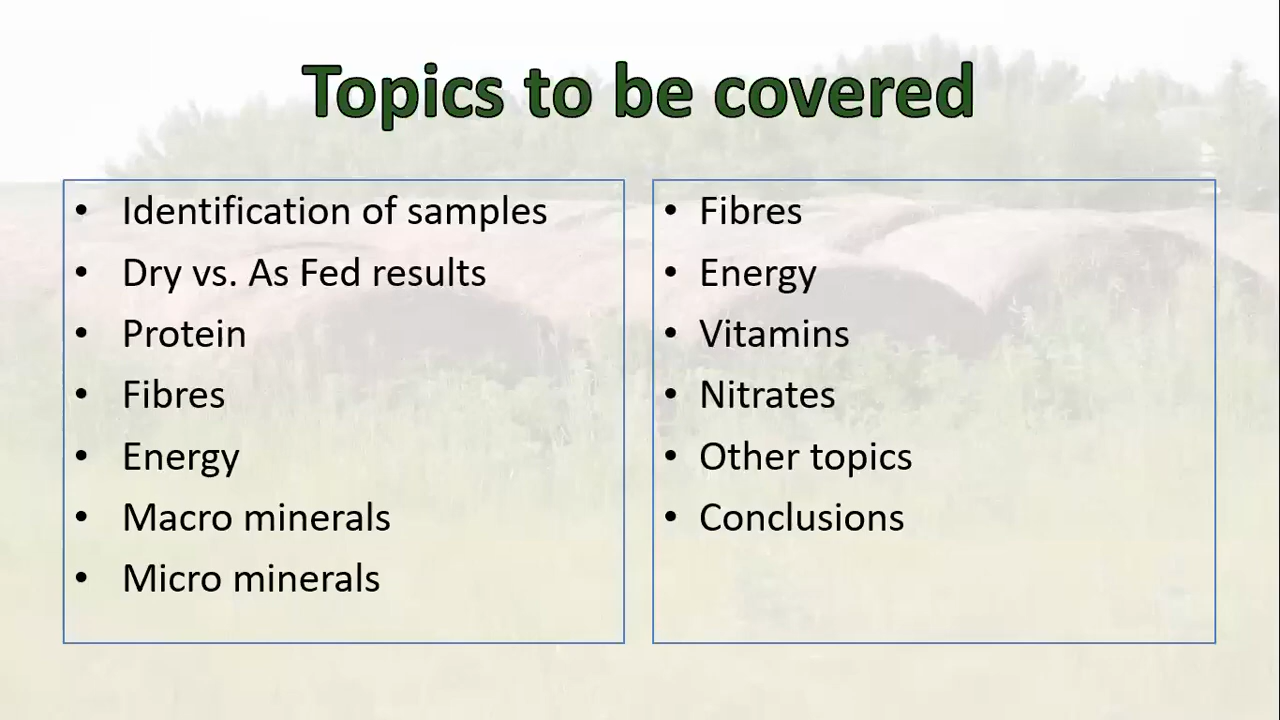 Topics to be covered
• Identification of samples
• Dry vs. As Fed results
• Protein
• Fibres
• Energy
• Macro minerals
• Micro minerals
• Fibres
• Energy
• Vitamins
• Nitrates
• Other topics
• Conclusions